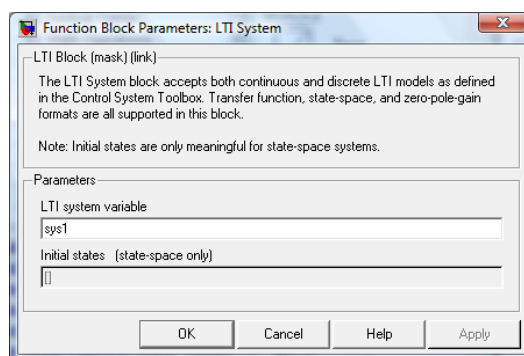 Function Block Parameters: LTI System
LTI Block (mask) (link)
The LTI System block accepts both continuous and discrete LTI models as defined
in the Control System Toolbox. Transfer function, state-space, and zero-pole-gain
formats are all supported in this block.
Note: Initial states are only meaningful for state-space systems.
Parameters
LTI system variable
sys1
Initial states (state-space only)
[]
OK Cancel Help Apply